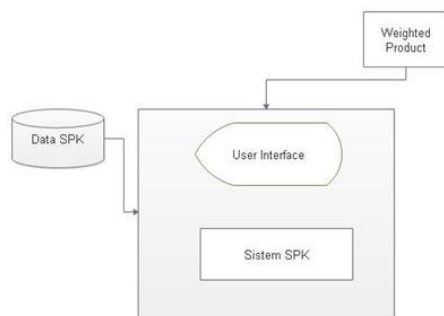 Weighted
Product
Data SPK
User Interface
Sistem SPK